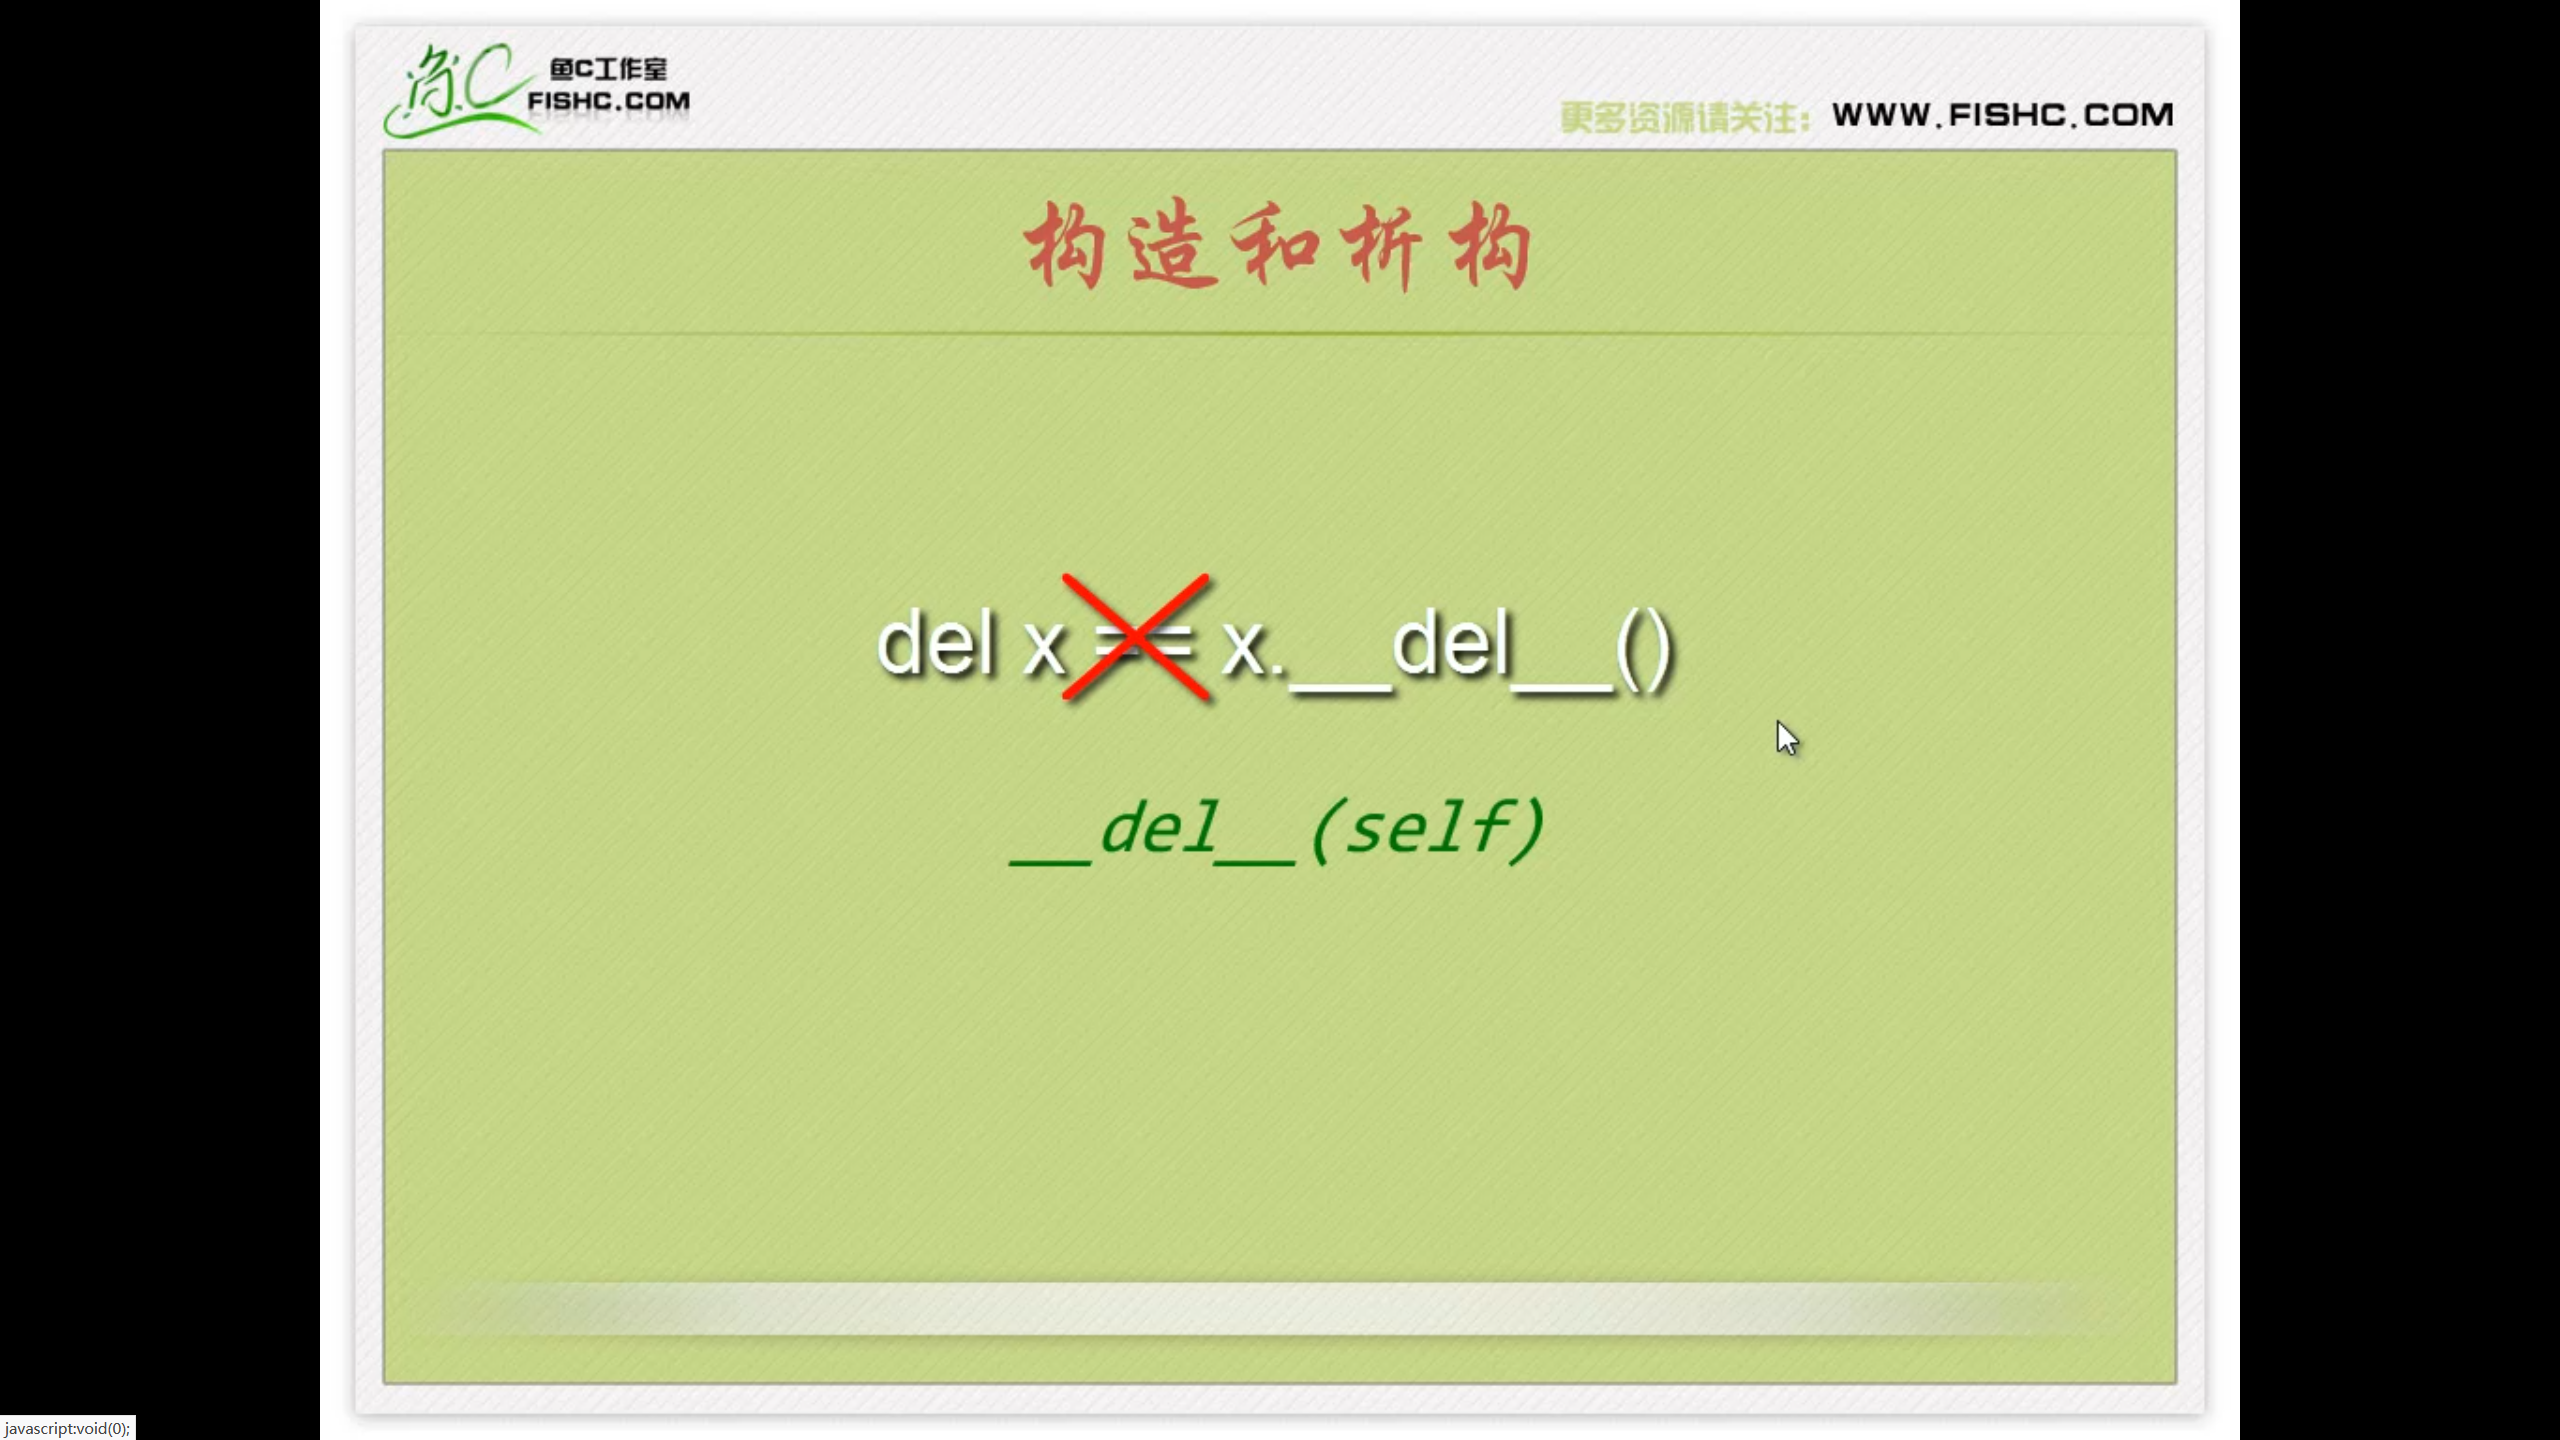 鱼C工作室
FISHC.COM
更多资源请关注: WWW.FISHC.COM
构造和析构
del x == x.__del__()
__del__(self)
javascript:void(0);